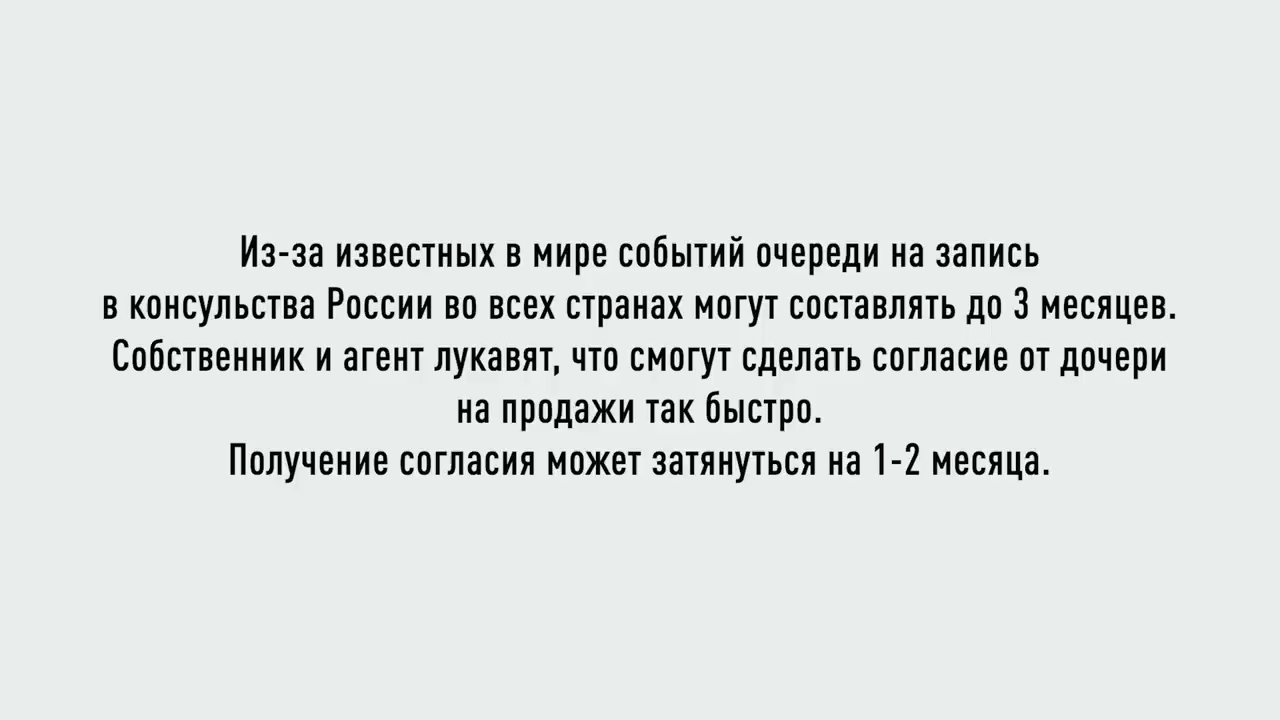 Из-за известных в мире событий очереди на запись
в консульства России во всех странах могут составлять до 3 месяцев.
Собственник и агент лукавят, что смогут сделать согласие от дочери
на продажи так быстро.
Получение согласия может затянуться на 1-2 месяца.